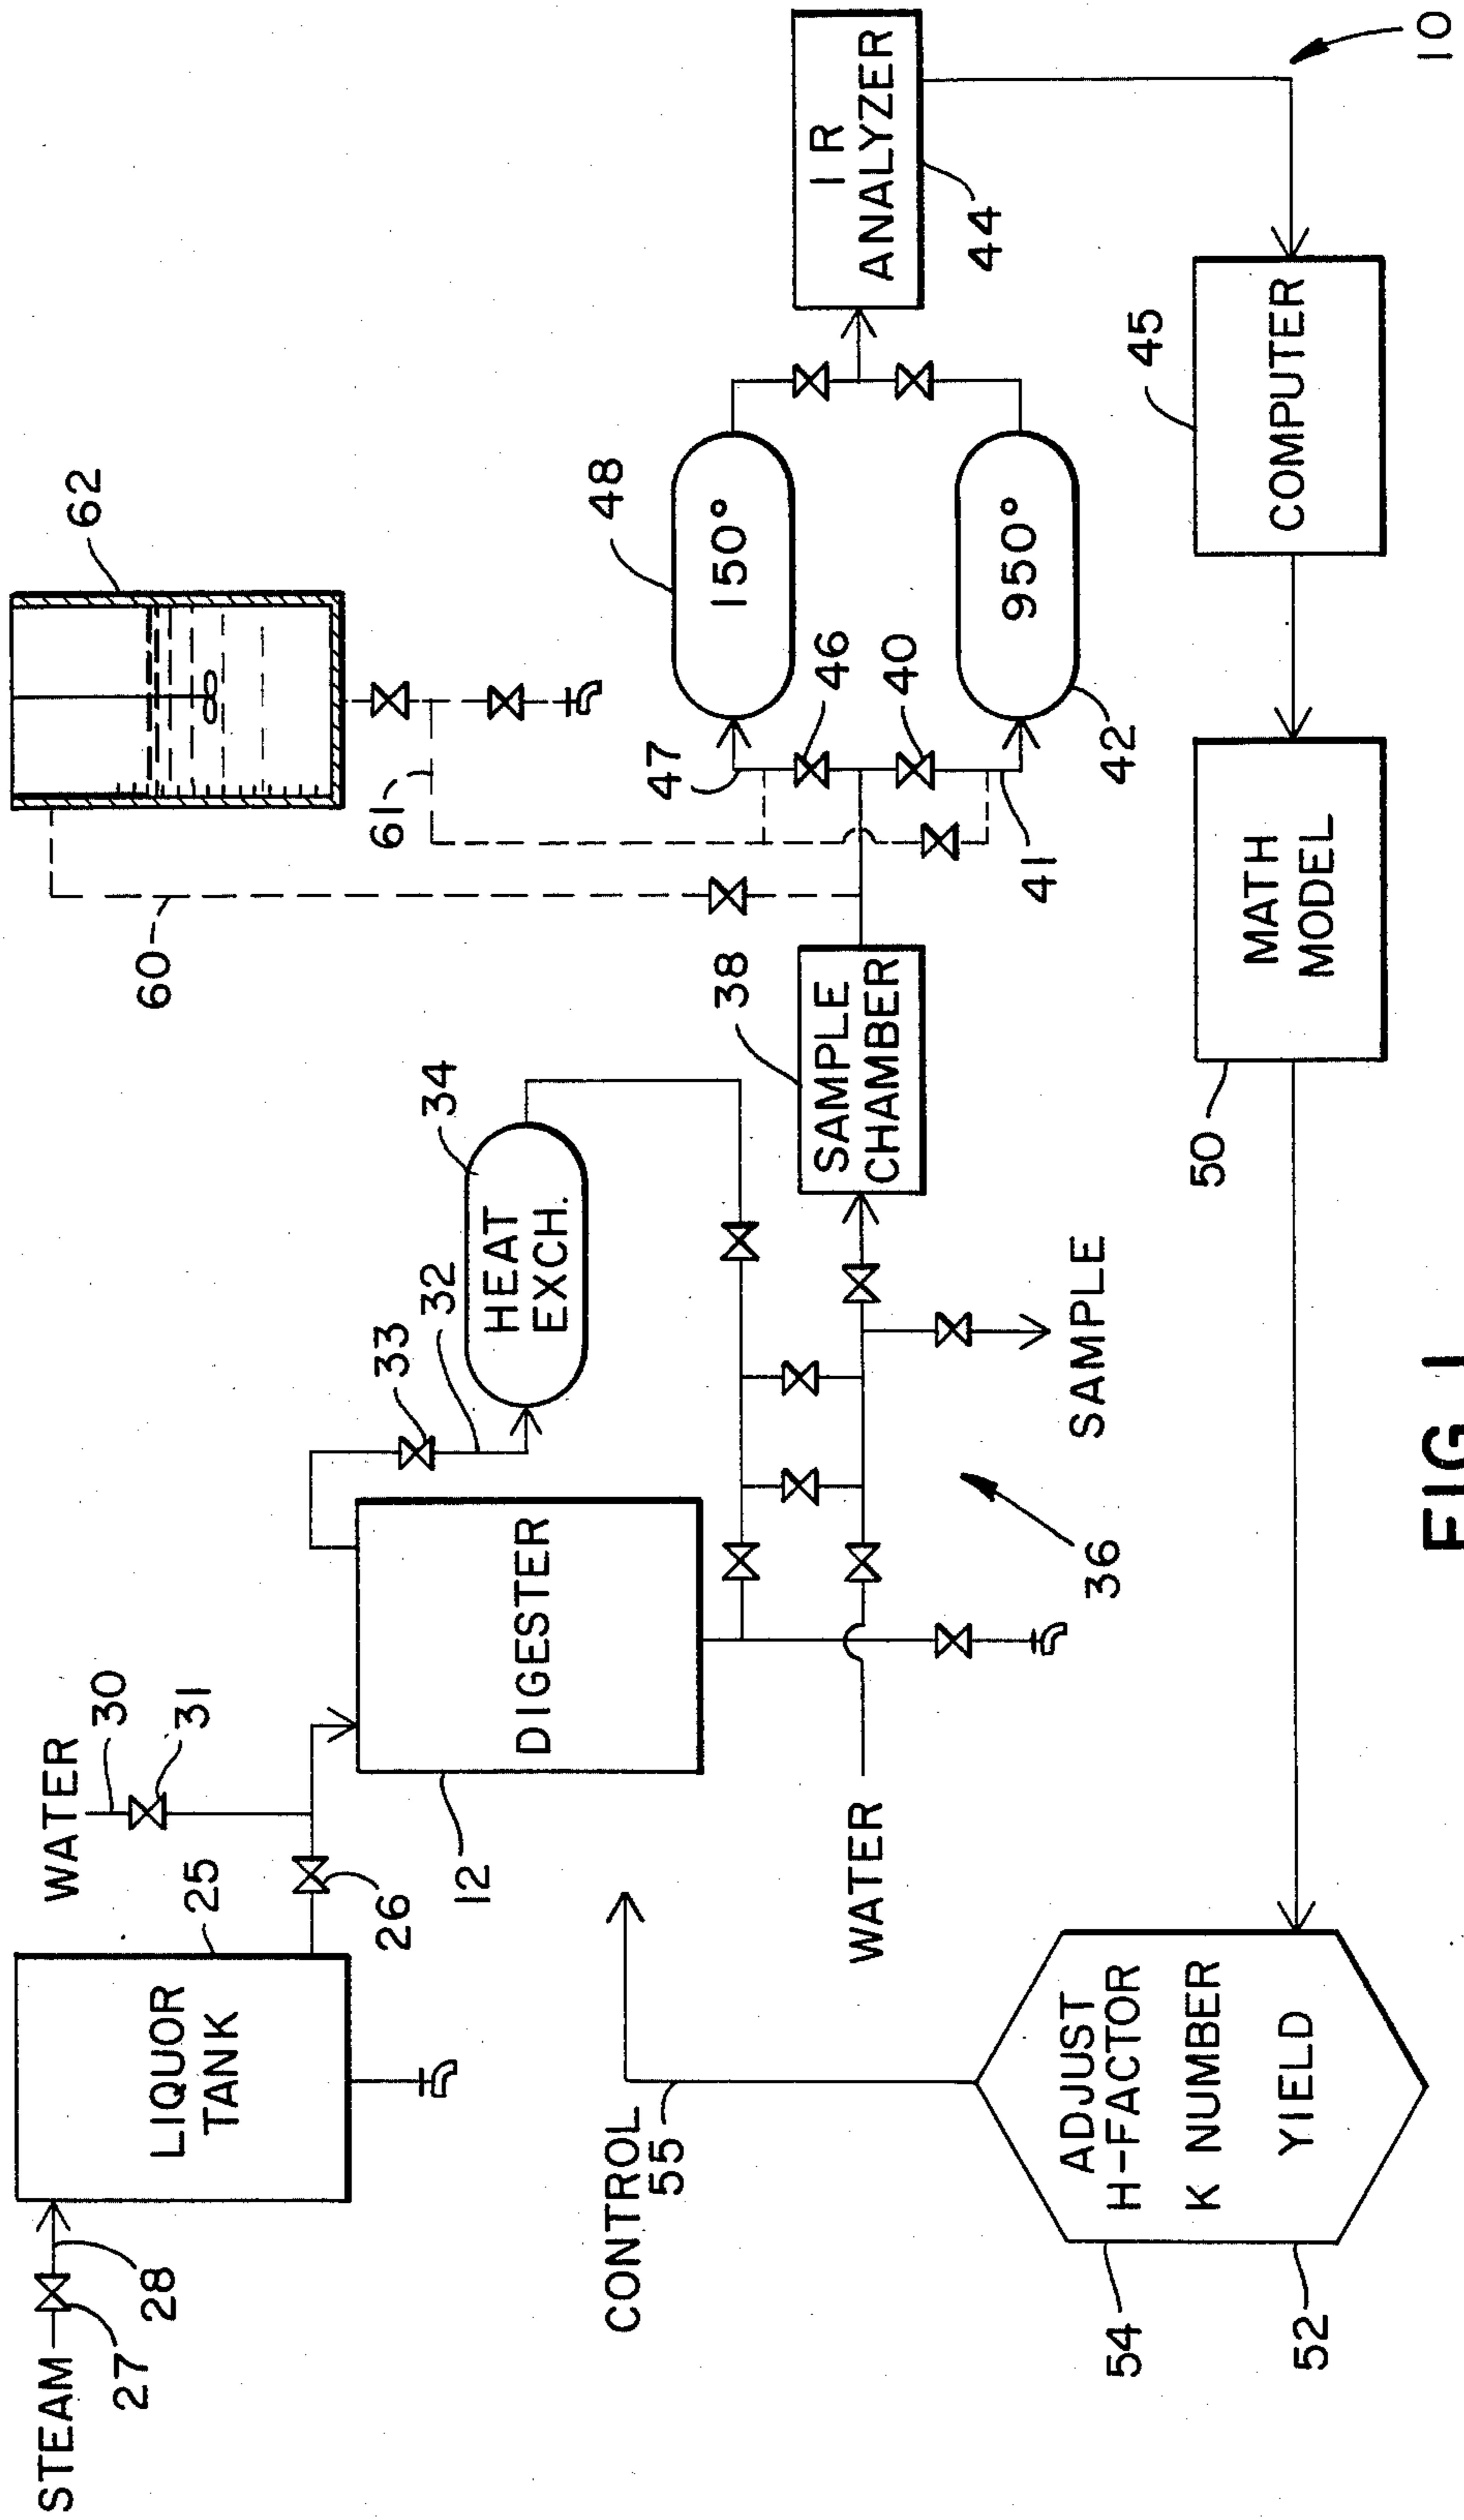 STEAM
27
28
LIQUOR
TANK
25
WATER
30
31
26
12
DIGESTER
33
32
34
HEAT
EXCH.
60
61
62
38
SAMPLE
CHAMBER
47
46
48
150°
40
41
42
950°
I R
ANALYZER
44
CONTROL
55
WATER
36
SAMPLE
54
52
ADJUST
H-FACTOR
K NUMBER
YIELD
50
MATH
MODEL
45
COMPUTER
10
FIG 1